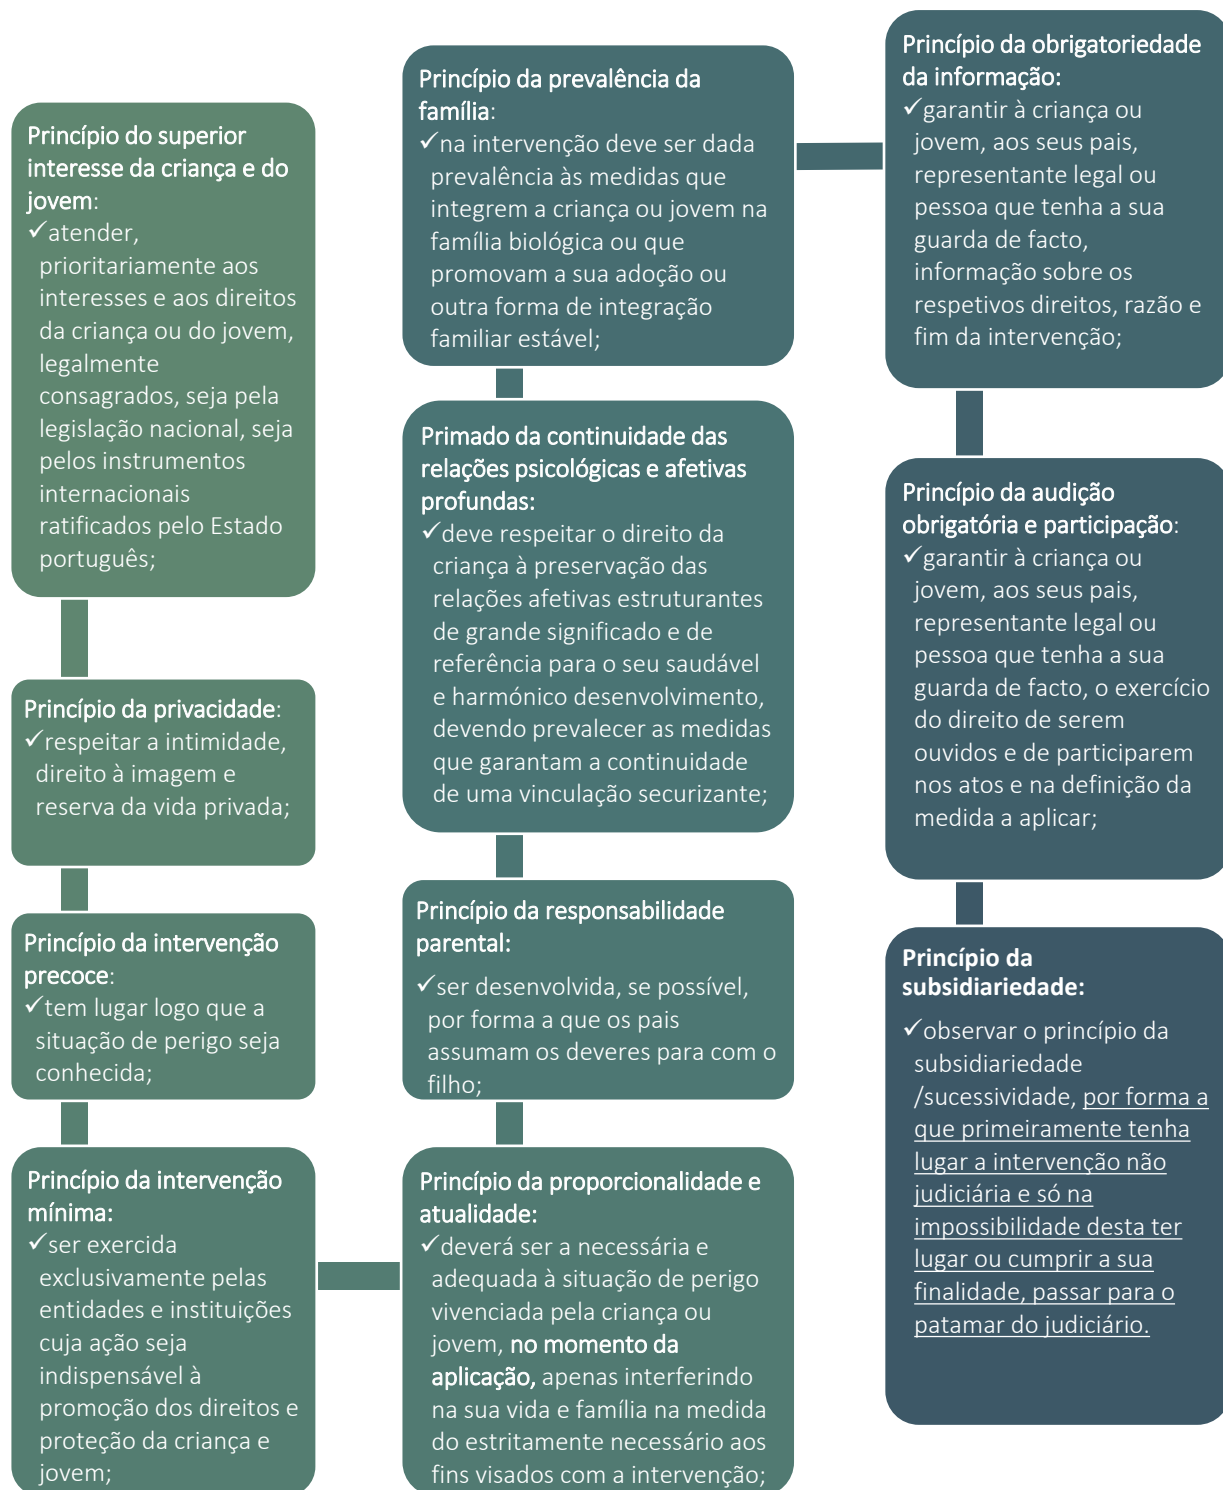 Princípio do superior
interesse da criança e do
jovem:
✓atender,
prioritariamente aos
interesses e aos direitos
da criança ou do jovem,
legalmente
consagrados, seja pela
legislação nacional, seja
pelos instrumentos
internacionais
ratificados pelo Estado
português;
Princípio da privacidade:
✓respeitar a intimidade,
direito à imagem e
reserva da vida privada;
Princípio da intervenção
precoce:
✓tem lugar logo que a
situação de perigo seja
conhecida;
Princípio da intervenção
mínima:
✓ser exercida
exclusivamente pelas
entidades e instituições
cuja ação seja
indispensável à
promoção dos direitos e
proteção da criança e
jovem;
Princípio da proporcionalidade e
atualidade:
✓deverá ser a necessária e
adequada à situação de perigo
vivenciada pela criança ou
jovem, no momento da
aplicação, apenas interferindo
na sua vida e família na medida
do estritamente necessário aos
fins visados com a intervenção;
Princípio da responsabilidade
parental:
✓ser desenvolvida, se possível,
por forma a que os pais
assumam os deveres para com o
filho;
Primado da continuidade das
relações psicológicas e afetivas
profundas:
✓deve respeitar o direito da
criança à preservação das
relações afetivas estruturantes
de grande significado e de
referência para o seu saudável
e harmónico desenvolvimento,
devendo prevalecer as medidas
que garantam a continuidade
de uma vinculação securizante;
Princípio da prevalência da
família:
✓na intervenção deve ser dada
prevalência às medidas que
integrem a criança ou jovem na
família biológica ou que
promovam a sua adoção ou
outra forma de integração
familiar estável;
Princípio da obrigatoriedade
da informação:
✓garantir à criança ou
jovem, aos seus pais,
representante legal ou
pessoa que tenha a sua
guarda de facto,
informação sobre os
respetivos direitos, razão e
fim da intervenção;
Princípio da audição
obrigatória e participação:
✓garantir à criança ou
jovem, aos seus pais,
representante legal ou
pessoa que tenha a sua
guarda de facto, o exercício
do direito de serem
ouvidos e de participarem
nos atos e na definição da
medida a aplicar;
Princípio da
subsidiariedade:
✓observar o princípio da
subsidiariedade
/sucessividade, por forma a
que primeiramente tenha
lugar a intervenção não
judiciária e só na
impossibilidade desta ter
lugar ou cumprir a sua
finalidade, passar para o
patamar do judiciário.